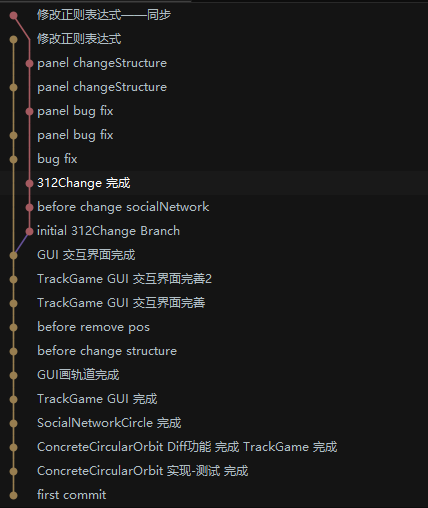 修改正则表达式——同步
修改正则表达式
panel changeStructure
panel changeStructure
panel bug fix
panel bug fix
bug fix
312Change 完成
before change socialNetwork
initial 312Change Branch
GUI 交互界面完成
TrackGame GUI 交互界面完善2
TrackGame GUI 交互界面完善
before remove pos
before change structure
GUI画轨道完成
TrackGame GUI 完成
SocialNetworkCircle 完成
ConcreteCircularOrbit Diff功能 完成 TrackGame 完成
ConcreteCircularOrbit 实现-测试 完成
first commit